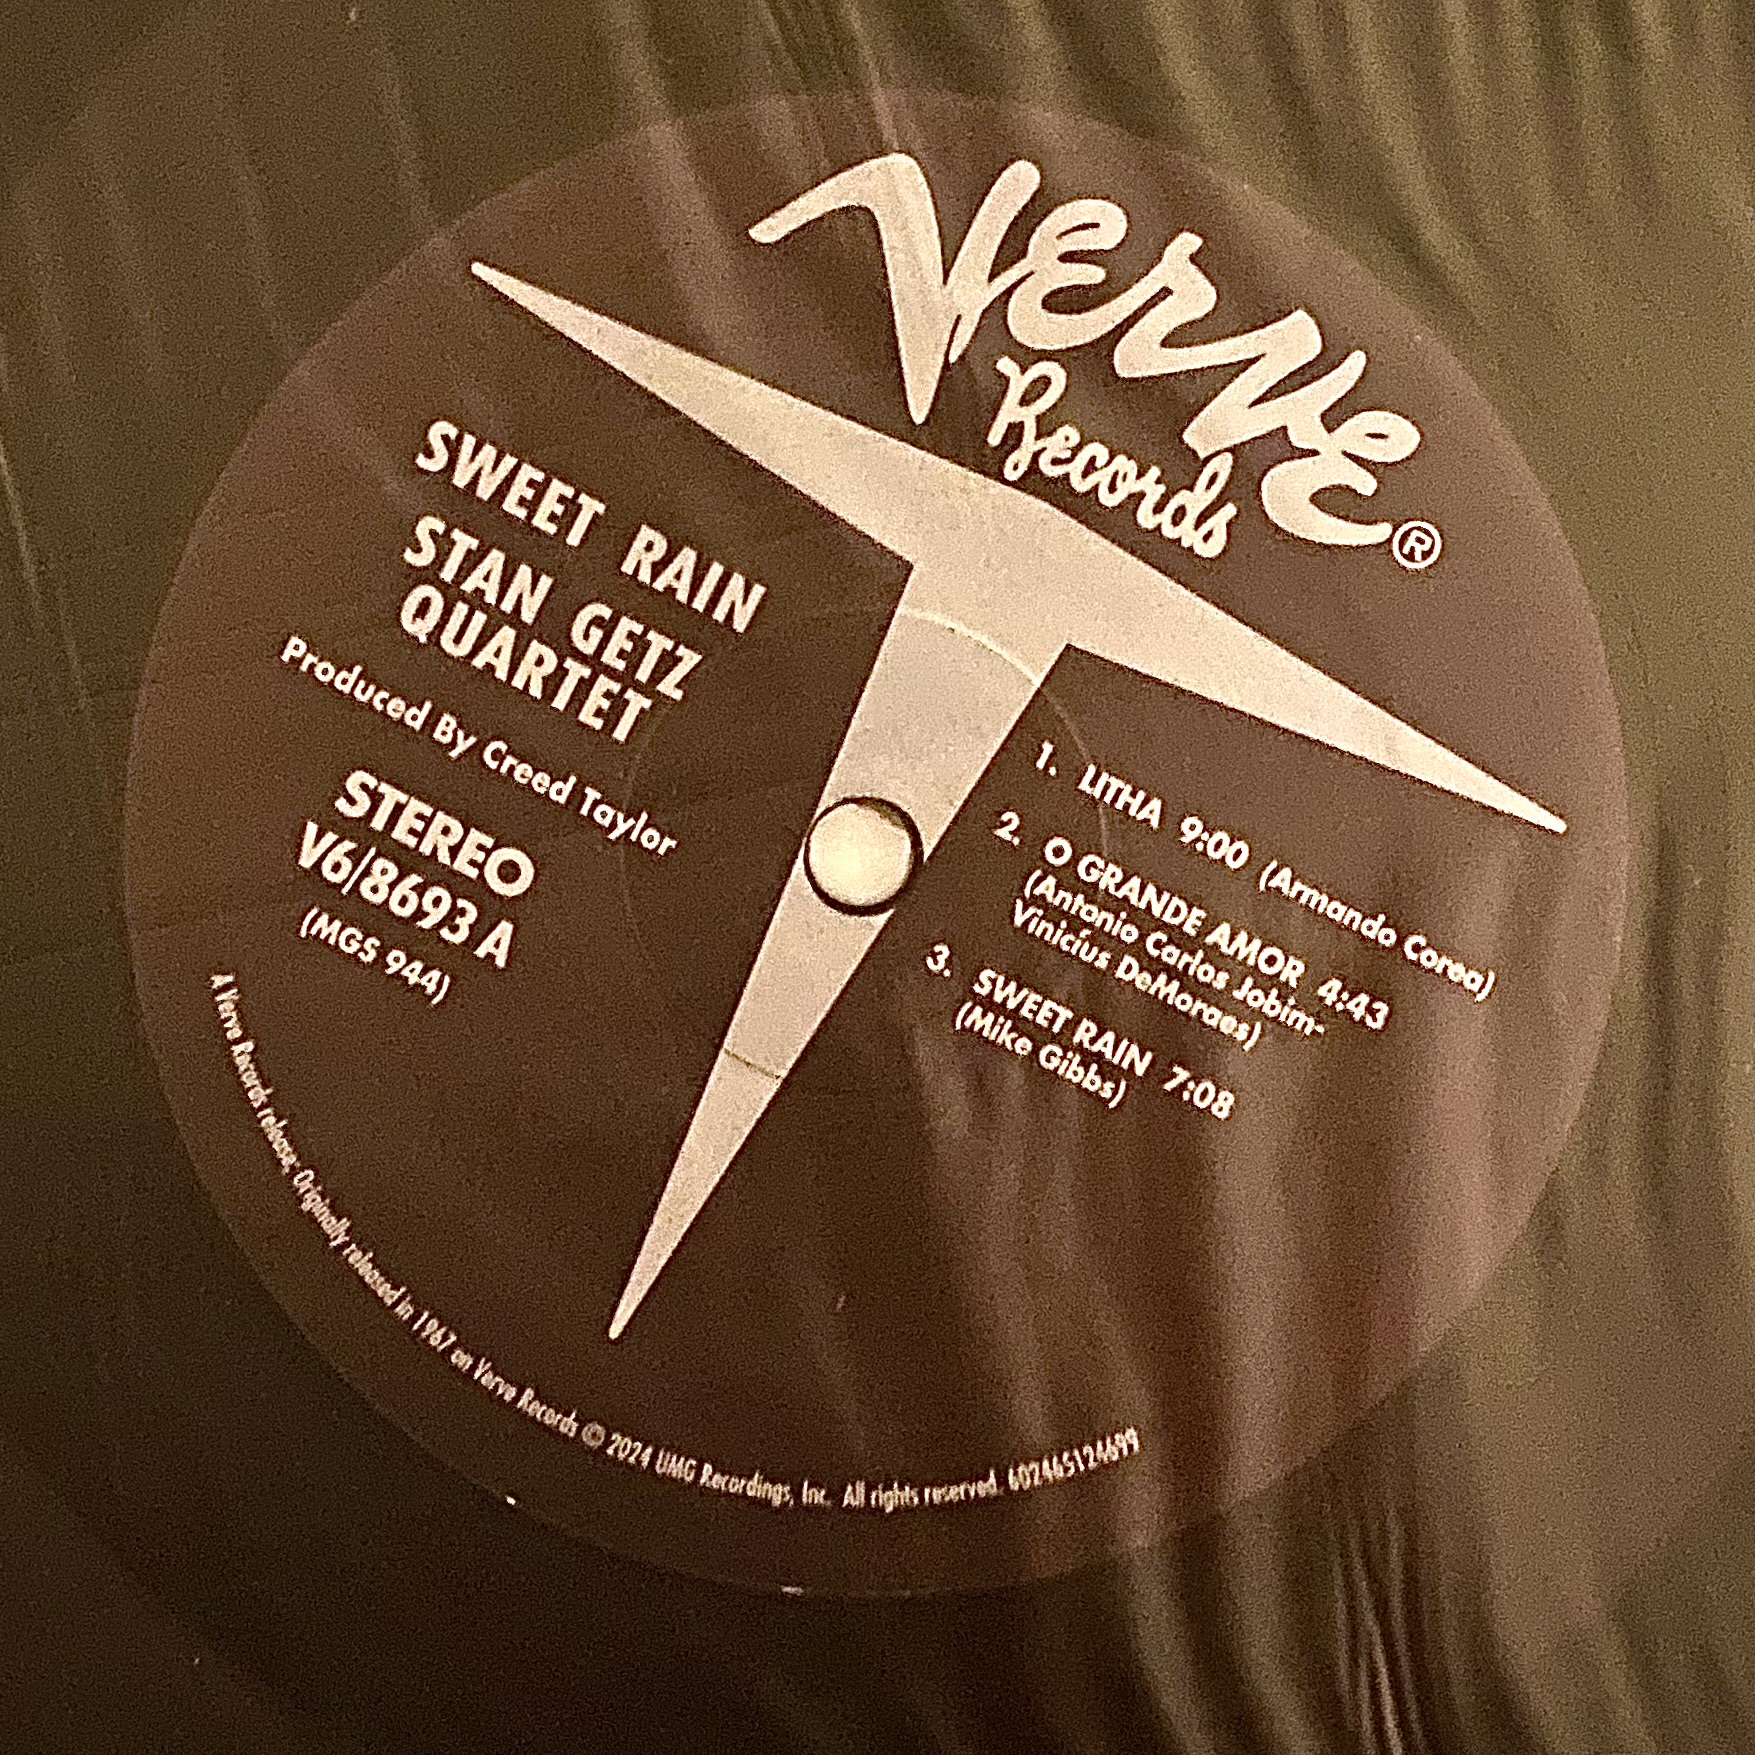 Verve
Records®
SWEET RAIN
STAN GETZ
QUARTET
Produced By Creed Taylor
STEREO
V6/8693 A
(MGS 944)
1. LITHA 9:00 (Armando Corea)
2. O GRANDE AMOR 4:43
(Antonio Carlos Jobim-
Vinicíus DeMoraes)
3. SWEET RAIN 7:08
(Mike Gibbs)
A Verve Records release; Originally released in 1967 on Verve Records © 2024 UMG Recordings, Inc. All rights reserved. 602465124699